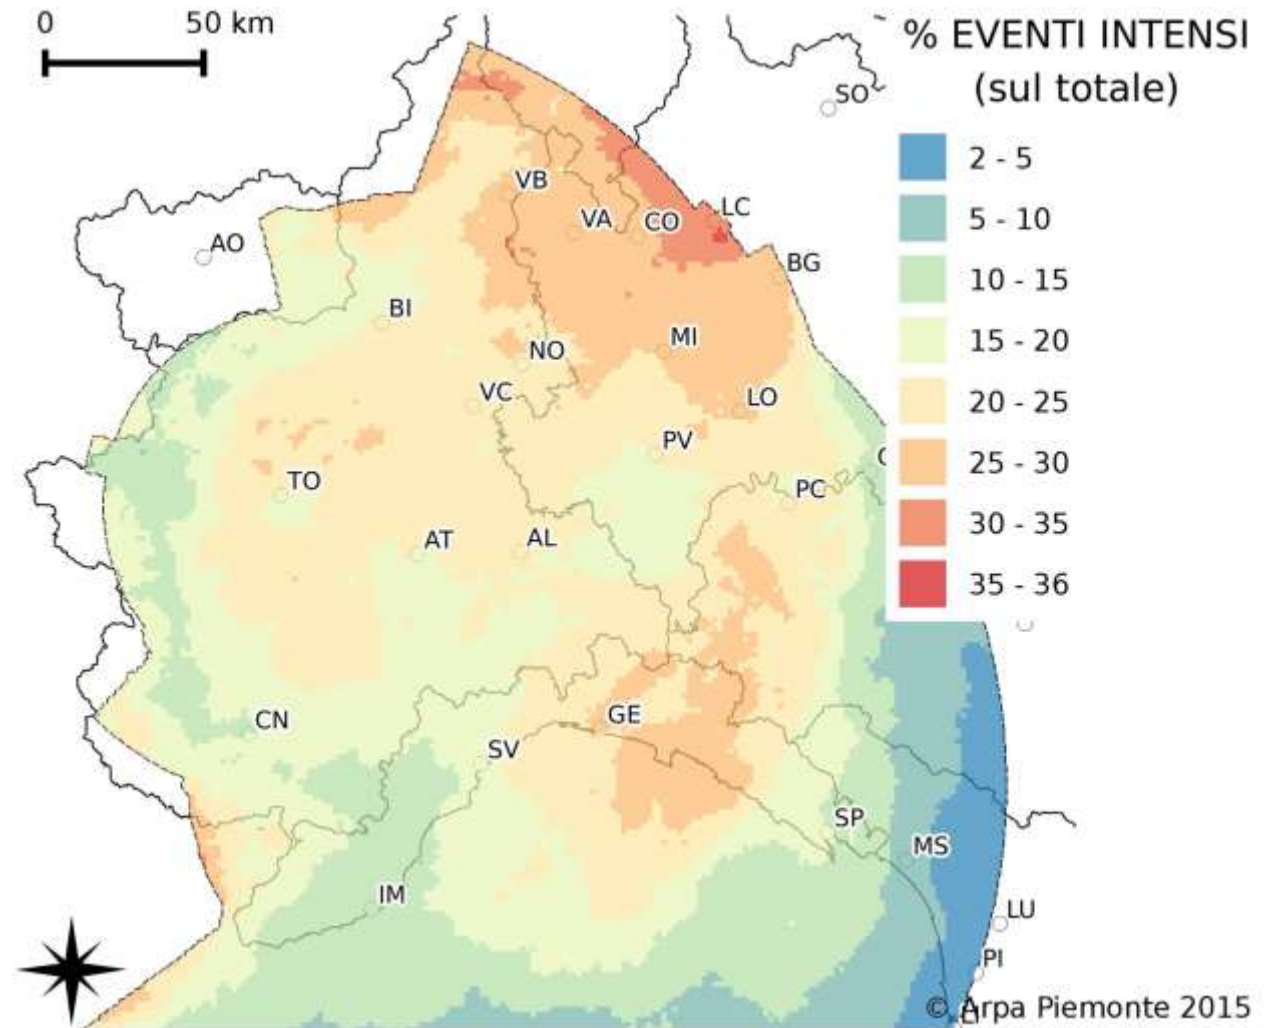 0 50 km
% EVENTI INTENSI
(sul totale)
2 - 5
5 - 10
10 - 15
15 - 20
20 - 25
25 - 30
30 - 35
35 - 36
SO
VB
VA
CO
LC
AO
BG
BI
MI
NO
VC
LO
PV
TO
PC
AT
AL
CN
GE
SV
SP
MS
IM
LU
PI
© Arpa Piemonte 2015